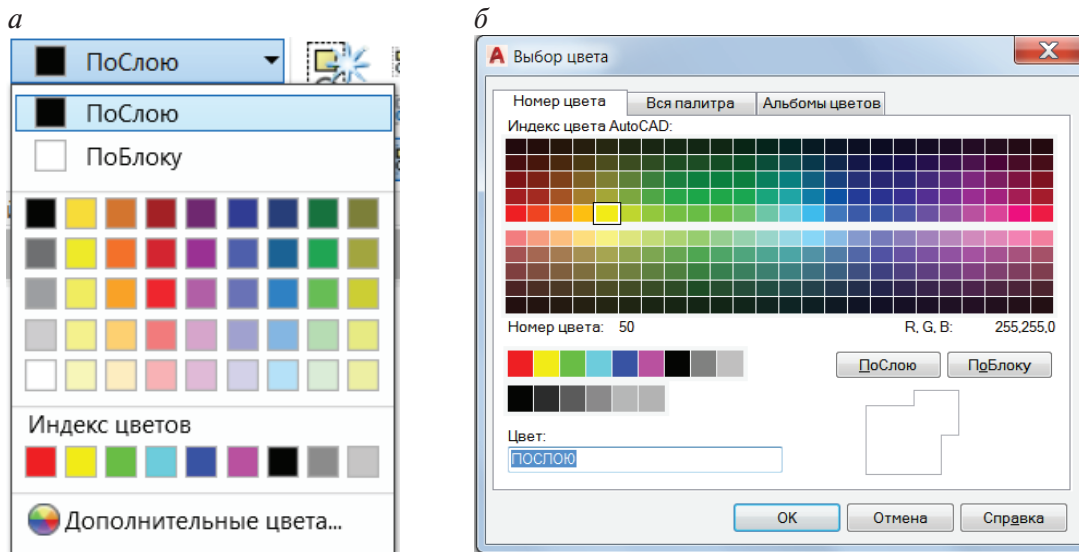 а
ПоСлою
ПоСлою
ПоБлоку
Индекс цветов
Дополнительные цвета...
б
A Выбор цвета
Номер цвета Вся палитра Альбомы цветов
Индекс цвета AutoCAD:
Номер цвета: 50 R, G, B: 255,255,0
ПоСлою ПоБлоку
Цвет:
ПОСЛОЮ
OK Отмена Справка